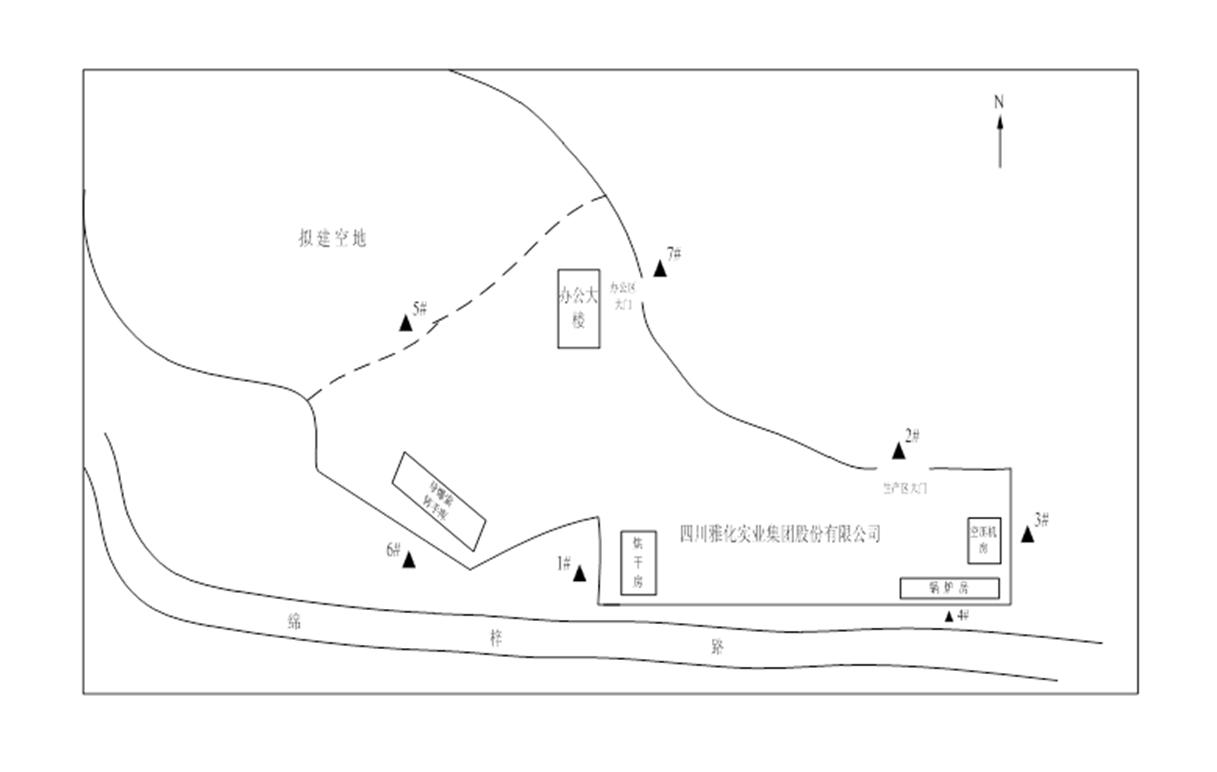 N
拟建空地
7#
办公区
大门
办公大
楼
5#
2#
生产区大门
3#
四川雅化实业集团股份有限公司
空压机
房
烘
干
房
6#
1#
锅 炉 房
4#
绵 梓 路